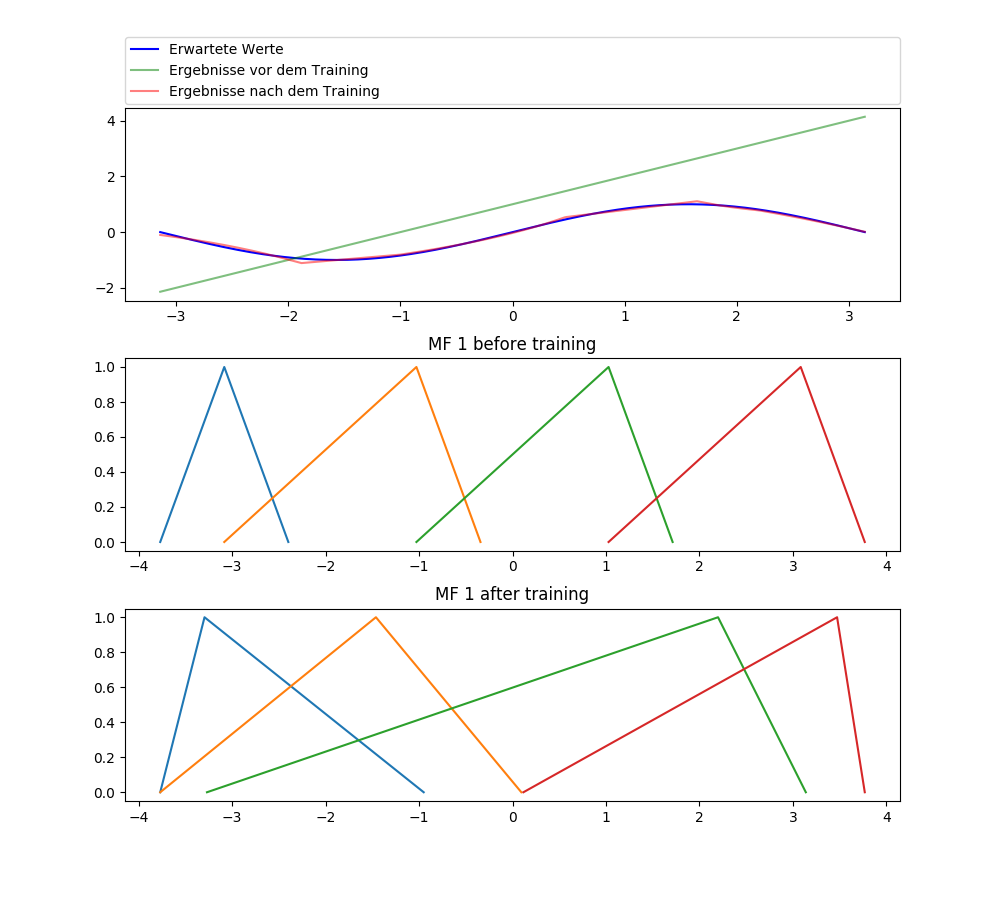 Erwartete Werte
Ergebnisse vor dem Training
Ergebnisse nach dem Training
4
2
0
−2
−3 −2 −1 0 1 2 3
MF 1 before training
1.0
0.8
0.6
0.4
0.2
0.0
−4 −3 −2 −1 0 1 2 3 4
MF 1 after training
1.0
0.8
0.6
0.4
0.2
0.0
−4 −3 −2 −1 0 1 2 3 4